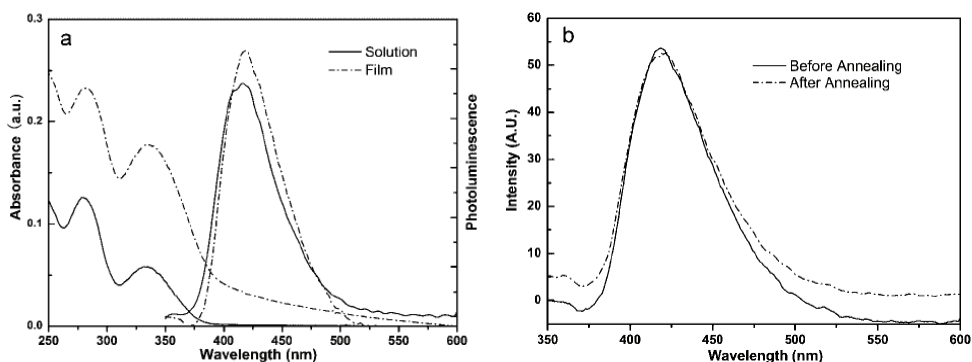 a
Solution
Film
0.3
0.2
0.1
0.0
Absorbance (a.u.)
Photoluminescence
250 300 350 400 450 500 550 600
Wavelength (nm)
b
Before Annealing
After Annealing
60
50
40
30
20
10
0
Intensity (A.U.)
350 400 450 500 550 600
Wavelength (nm)